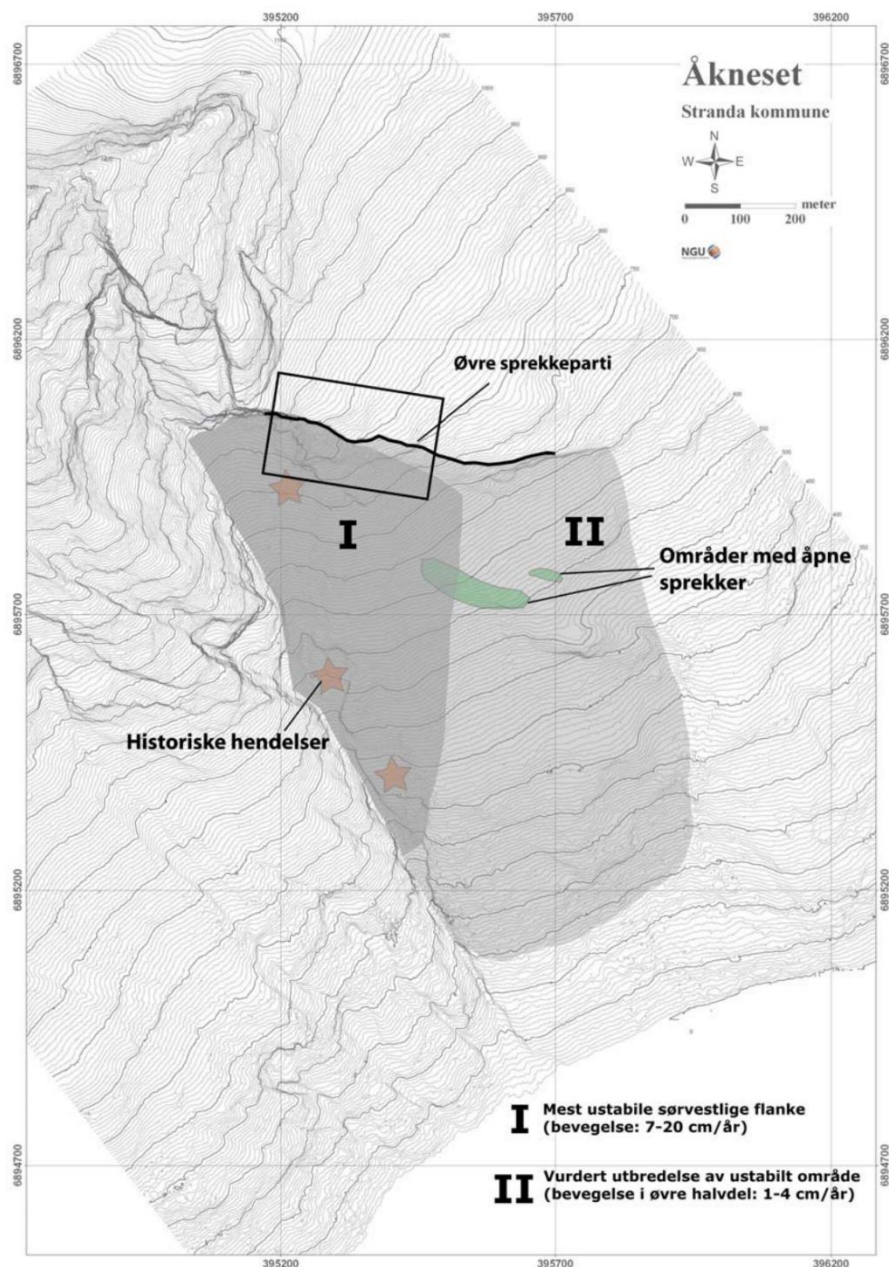 395200
395700
396200
6896700
6896700
Åkneset
Stranda kommune
N
W
E
S
meter
0
100
200
NGU
6896200
6896200
Øvre sprekkeparti
I
II
Områder med åpne
sprekker
6895700
6895700
Historiske hendelser
6895200
6895200
I Mest ustabile sørvestlige flanke
(bevegelse: 7-20 cm/år)
6894700
6894700
II Vurdert utbredelse av ustabilt område
(bevegelse i øvre halvdel: 1-4 cm/år)
395200
395700
396200